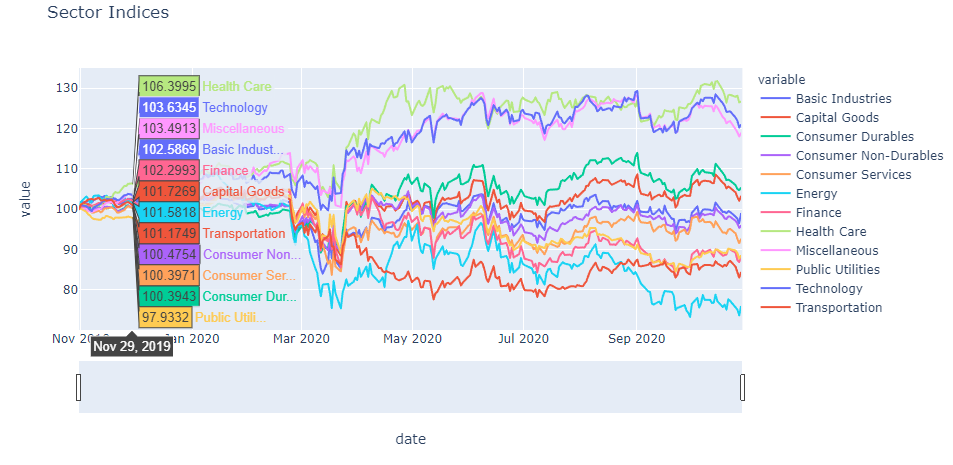 Sector Indices
variable
Basic Industries
Capital Goods
Consumer Durables
Consumer Non-Durables
Consumer Services
Energy
Finance
Health Care
Miscellaneous
Public Utilities
Technology
Transportation
value
130
120
110
100
90
80
106.3995 Health Care
103.6345 Technology
103.4913 Miscellaneous
102.5869 Basic Indust...
102.2993 Finance
101.7269 Capital Goods
101.5818 Energy
101.1749 Transportation
100.4754 Consumer Non...
100.3971 Consumer Ser...
100.3943 Consumer Dur...
97.9332 Public Utili...
Nov 2019 Jan 2020 Mar 2020 May 2020 Jul 2020 Sep 2020
Nov 29, 2019
date